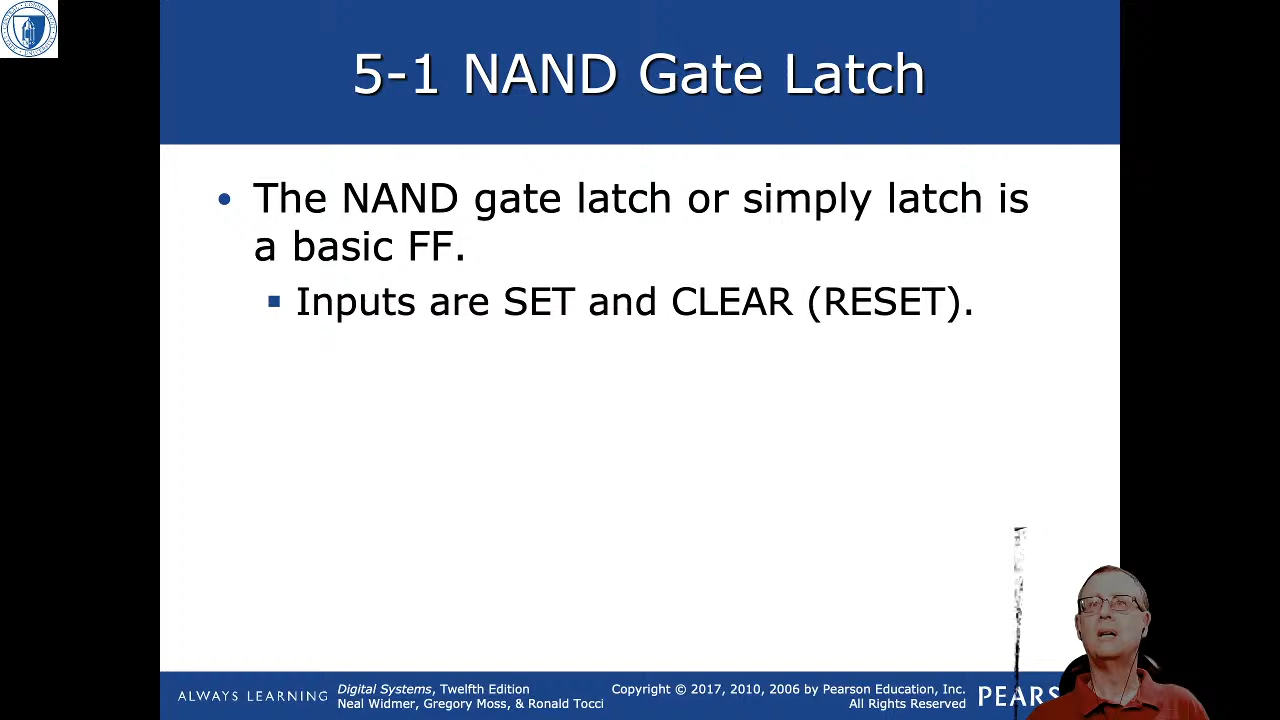 5-1 NAND Gate Latch
• The NAND gate latch or simply latch is
a basic FF.
▪ Inputs are SET and CLEAR (RESET).
ALWAYS LEARNING
Digital Systems, Twelfth Edition
Neal Widmer, Gregory Moss, & Ronald Tocci
Copyright © 2017, 2010, 2006 by Pearson Education, Inc.
All Rights Reserved
PEARS